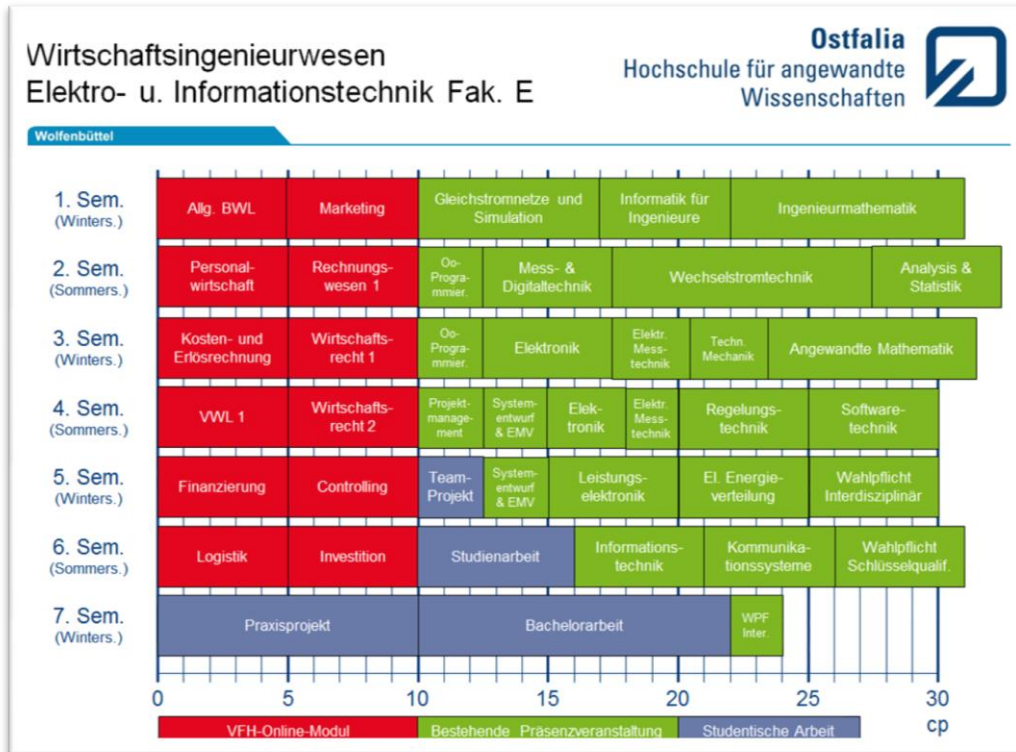 Wirtschaftsingenieurwesen
Elektro- u. Informationstechnik Fak. E
Ostfalia
Hochschule für angewandte
Wissenschaften
Wolfenbüttel
1. Sem.
(Winters.)
Allg. BWL
Marketing
Gleichstromnetze und
Simulation
Informatik für
Ingenieure
Ingenieurmathematik
2. Sem.
(Sommers.)
Personal-
wirtschaft
Rechnungs-
wesen 1
Oo-
Progra-
mmier.
Mess- &
Digitaltechnik
Wechselstromtechnik
Analysis &
Statistik
3. Sem.
(Winters.)
Kosten- und
Erlösrechnung
Wirtschafts-
recht 1
Oo-
Progra-
mmier.
Elektronik
Elektr.
Mess-
technik
Techn.
Mechanik
Angewandte Mathematik
4. Sem.
(Sommers.)
VWL 1
Wirtschafts-
recht 2
Projekt-
manage-
ment
System-
entwurf
& EMV
Elek-
tronik
Elektr.
Mess-
technik
Regelungs-
technik
Software-
technik
5. Sem.
(Winters.)
Finanzierung
Controlling
Team-
Projekt
System-
entwurf
& EMV
Leistungs-
elektronik
El. Energie-
verteilung
Wahlpflicht
Interdisziplinär
6. Sem.
(Sommers.)
Logistik
Investition
Studienarbeit
Informations-
technik
Kommunika-
tionssysteme
Wahlpflicht
Schlüsselqualif.
7. Sem.
(Winters.)
Praxisprojekt
Bachelorarbeit
WPF
Inter.
0 5 10 15 20 25 30
cp
VFH-Online-Modul
Bestehende Präsenzveranstaltung
Studentische Arbeit